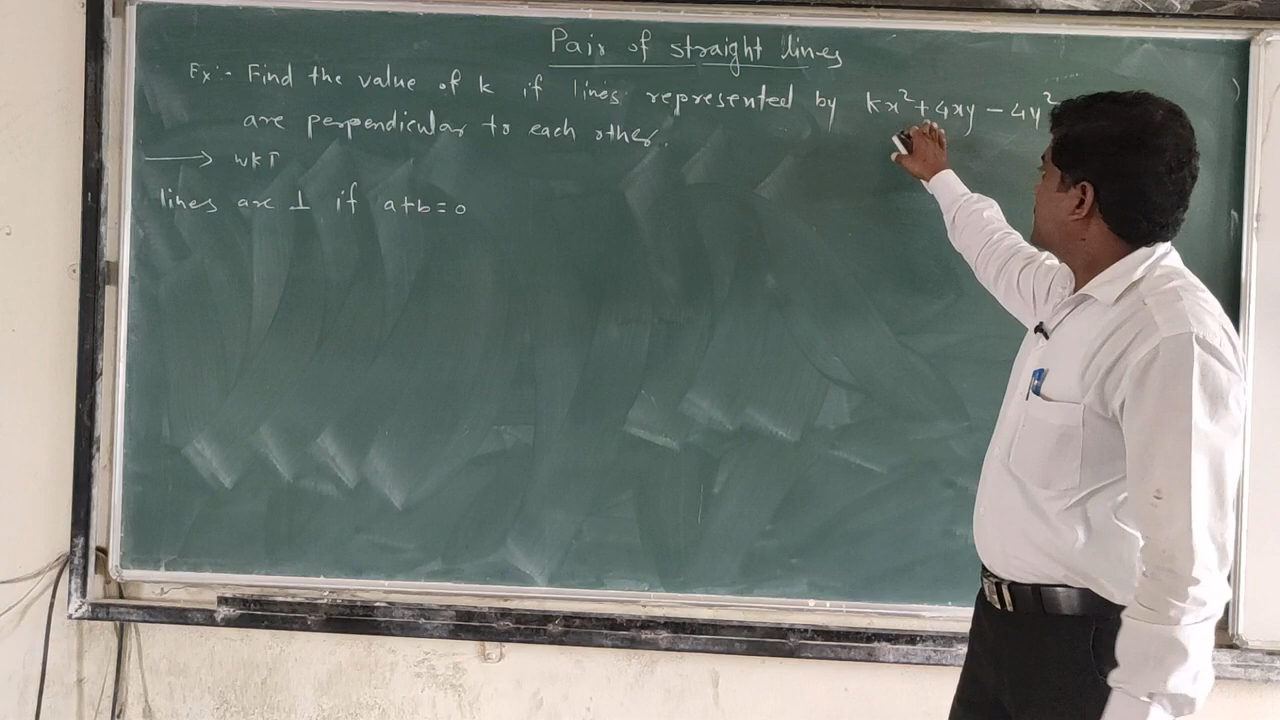 Pair of straight lines
Ex:- Find the value of k if lines represented by kx²+4xy-4y²
are perpendicular to each other.
→ WKT
lines are ⊥ if a+b=0